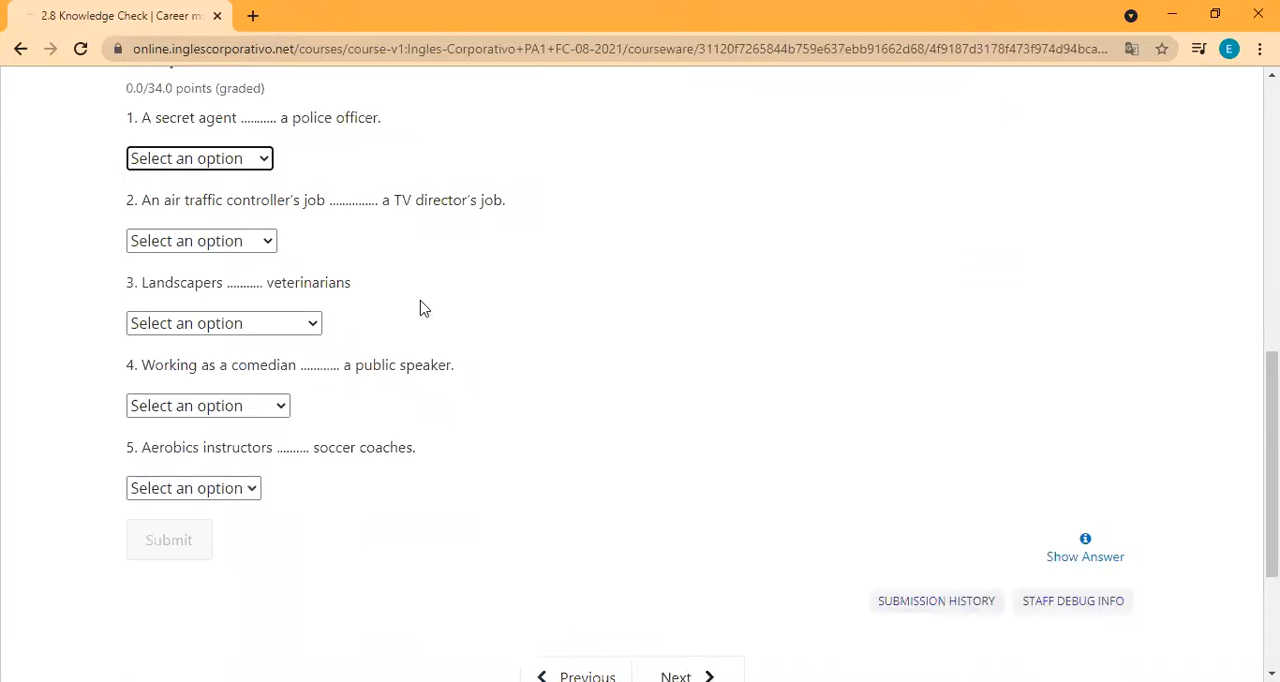 2.8 Knowledge Check | Career m
online.inglescorporativo.net/courses/course-v1:Ingles-Corporativo+PA1+FC-08-2021/courseware/31120f7265844b759e637ebb91662d68/4f9187d3178f473f974d94bca...
E
0.0/34.0 points (graded)
1. A secret agent ........... a police officer.
Select an option
2. An air traffic controller's job .............. a TV director's job.
Select an option
3. Landscapers ........... veterinarians
Select an option
4. Working as a comedian ............ a public speaker.
Select an option
5. Aerobics instructors .......... soccer coaches.
Select an option
Submit
Show Answer
SUBMISSION HISTORY STAFF DEBUG INFO
Previous Next